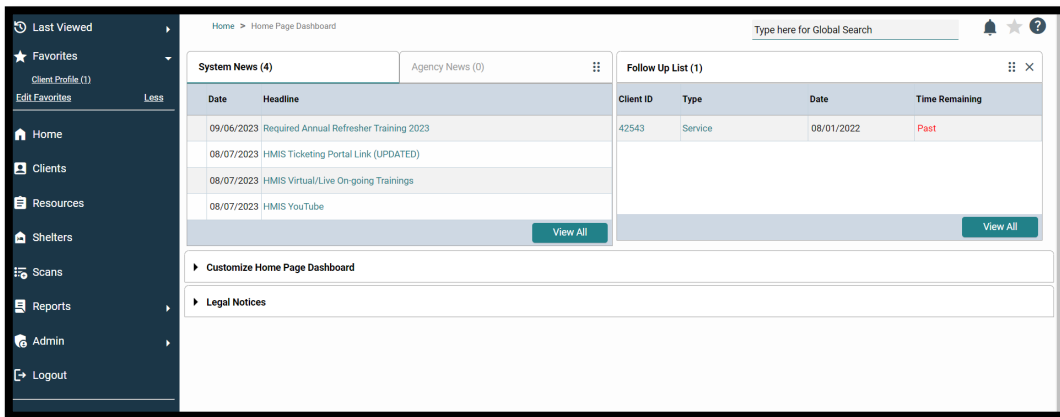 Last Viewed
Favorites
Client Profile (1)
Edit Favorites Less
Home
Clients
Resources
Shelters
Scans
Reports
Admin
Logout
Home > Home Page Dashboard
Type here for Global Search
?
System News (4) Agency News (0)
Date Headline
09/06/2023 Required Annual Refresher Training 2023
08/07/2023 HMIS Ticketing Portal Link (UPDATED)
08/07/2023 HMIS Virtual/Live On-going Trainings
08/07/2023 HMIS YouTube
View All
Follow Up List (1)
Client ID Type Date Time Remaining
42543 Service 08/01/2022 Past
View All
Customize Home Page Dashboard
Legal Notices